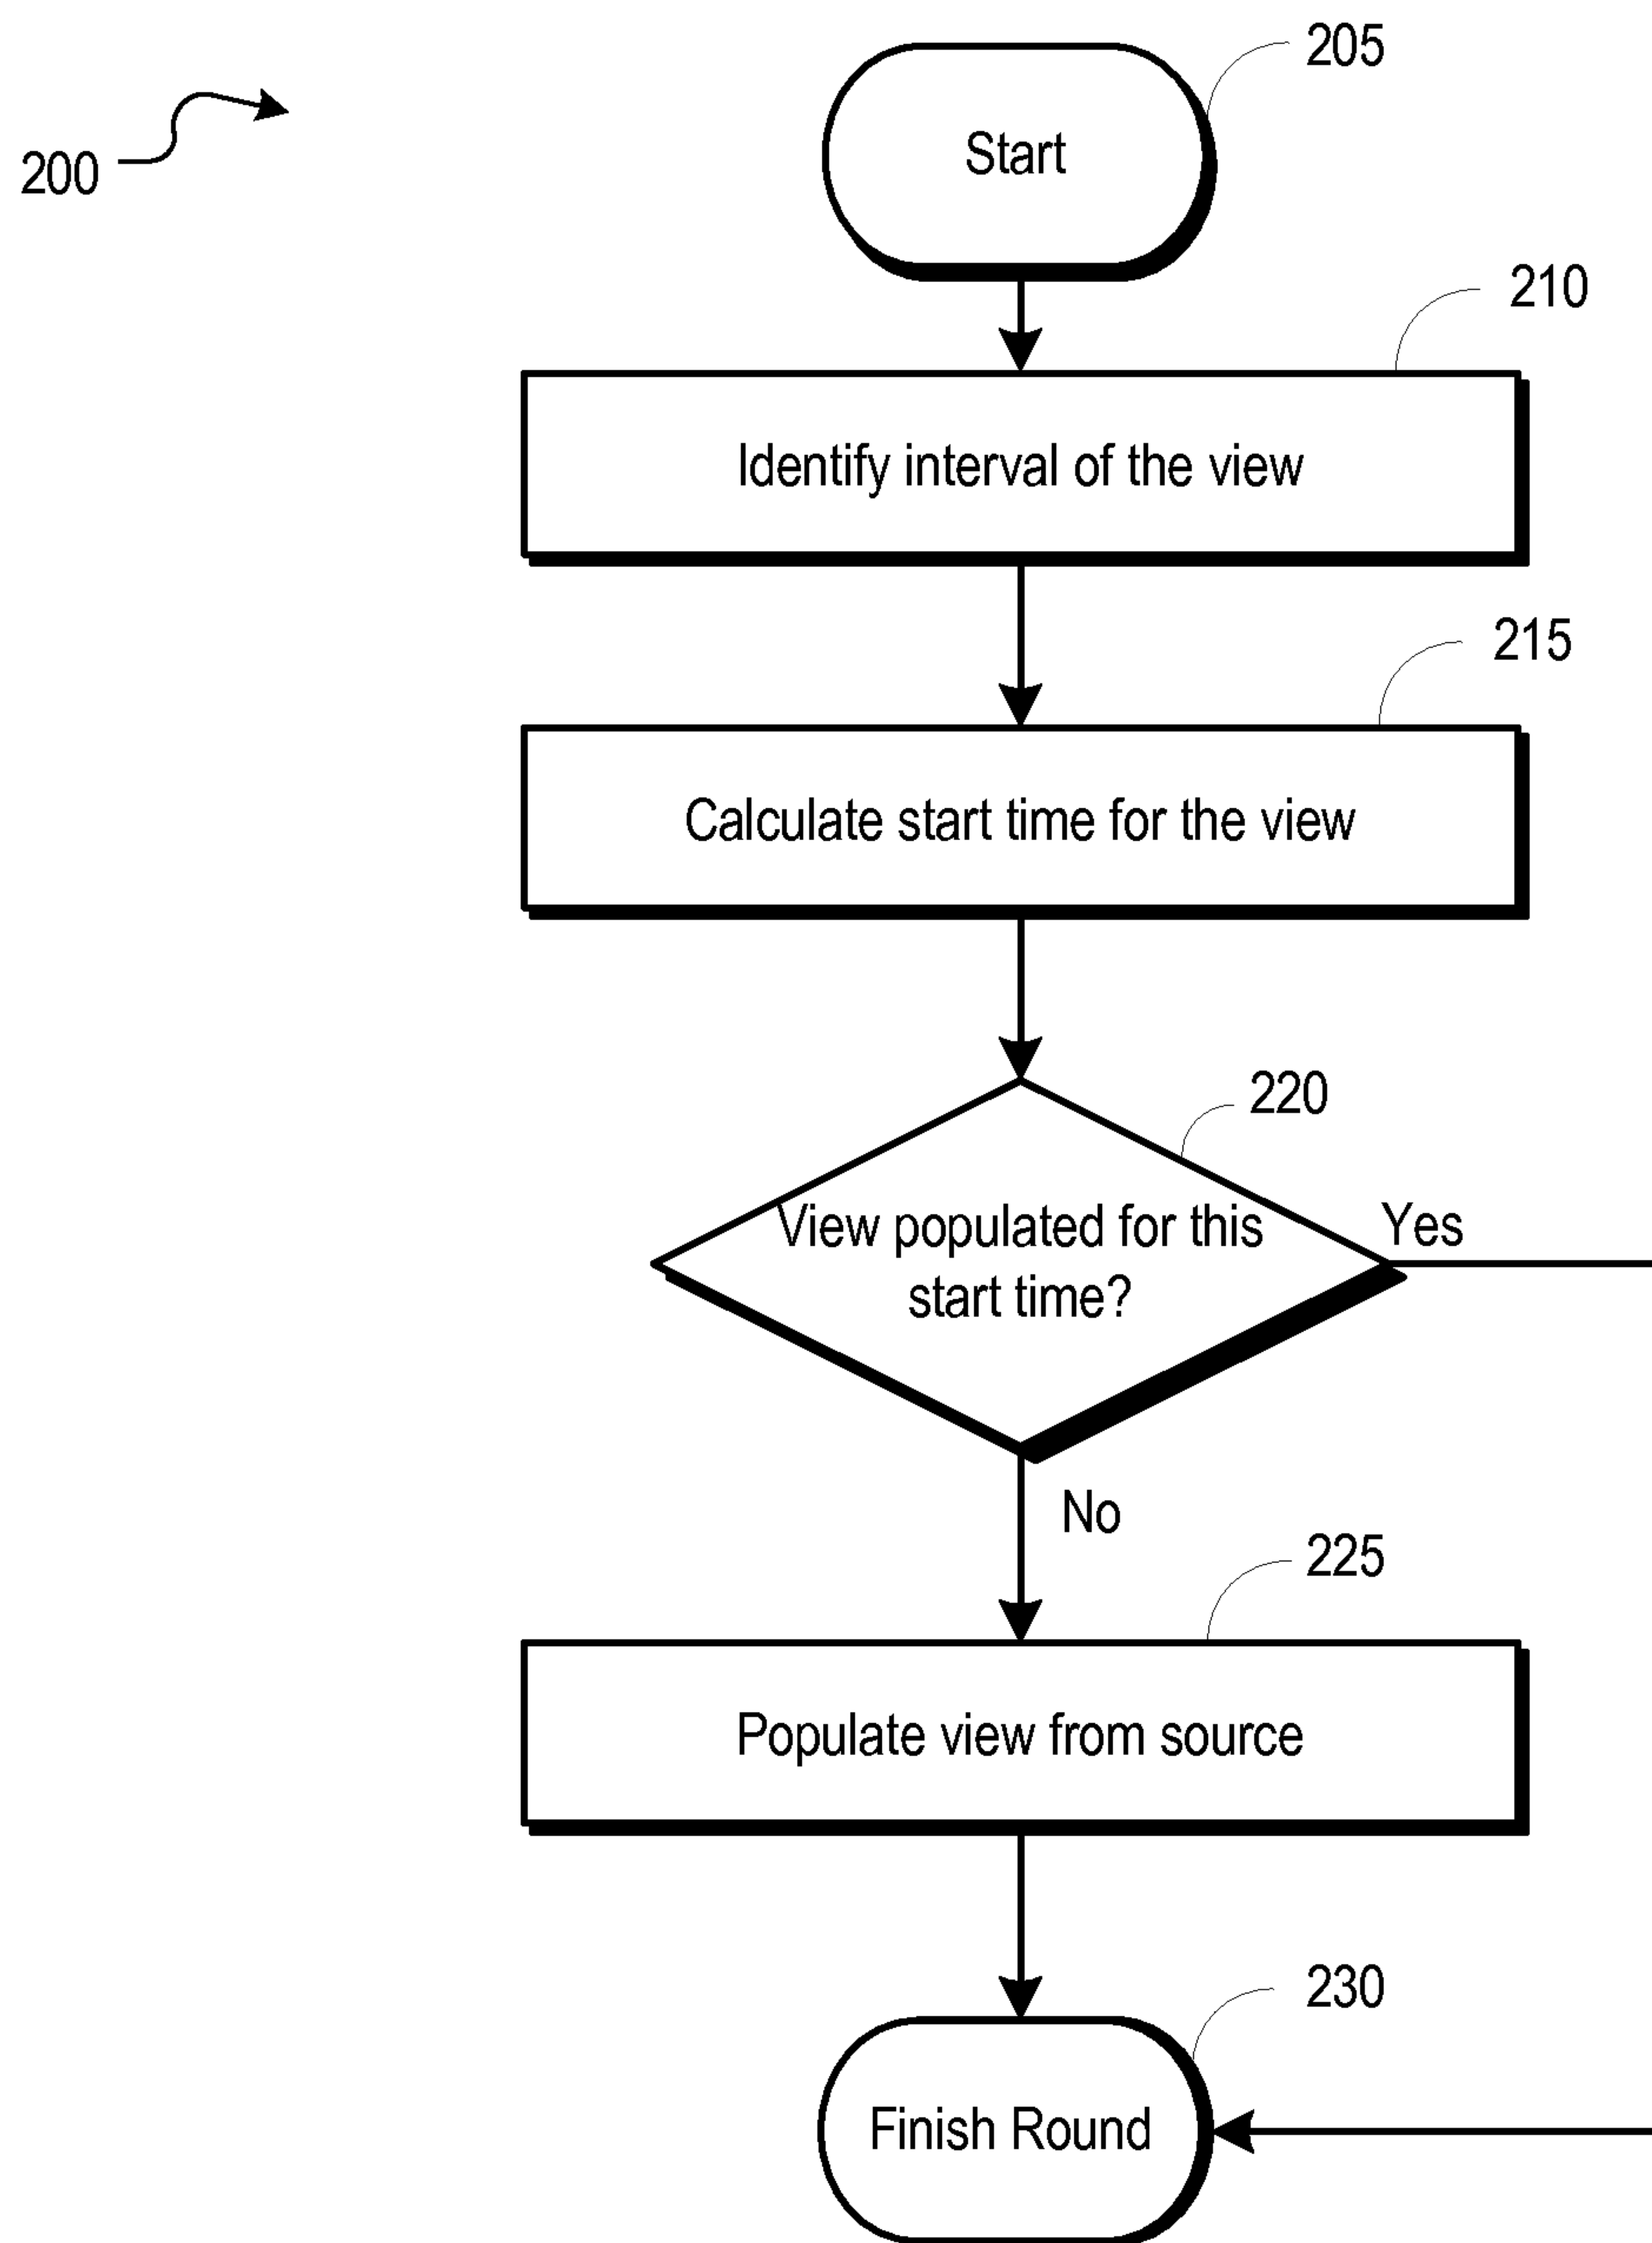 205
Start
200
210
Identify interval of the view
215
Calculate start time for the view
220
View populated for this
start time?
Yes
No
225
Populate view from source
230
Finish Round